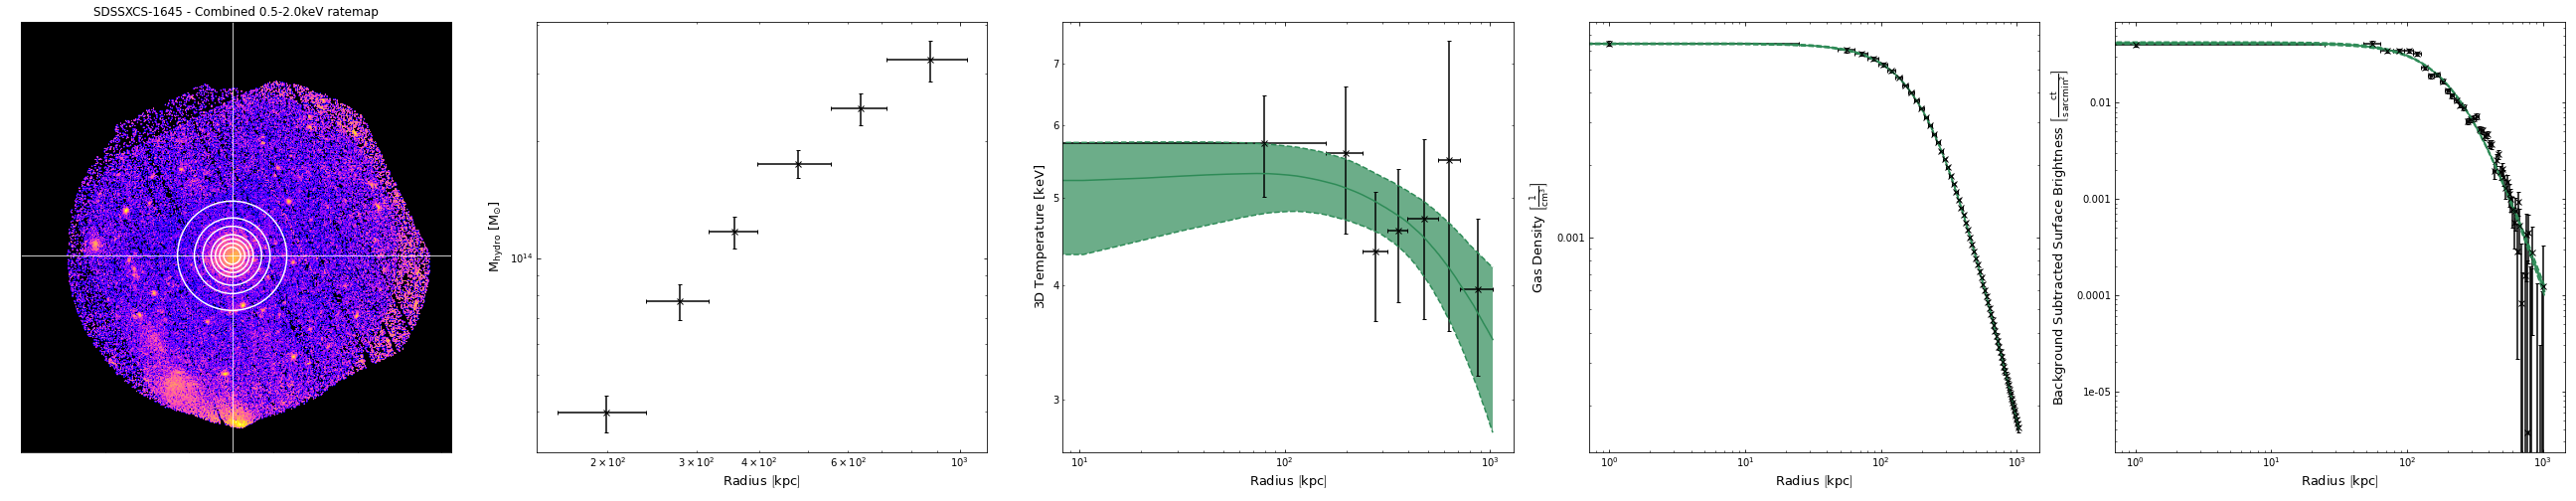 SDSSXCS-1645 - Combined 0.5-2.0keV ratemap
M_hydro [M_⊙]
10^14
2 × 10^2 3 × 10^2 4 × 10^2 6 × 10^2 10^3
Radius [kpc]
3D Temperature [keV]
7
6
5
4
3
10^1 10^2 10^3
Radius [kpc]
Gas Density [1/cm^3]
0.001
10^0 10^1 10^2 10^3
Radius [kpc]
Background Subtracted Surface Brightness [ct/s arcmin^2]
0.01
0.001
0.0001
1e-05
10^0 10^1 10^2 10^3
Radius [kpc]